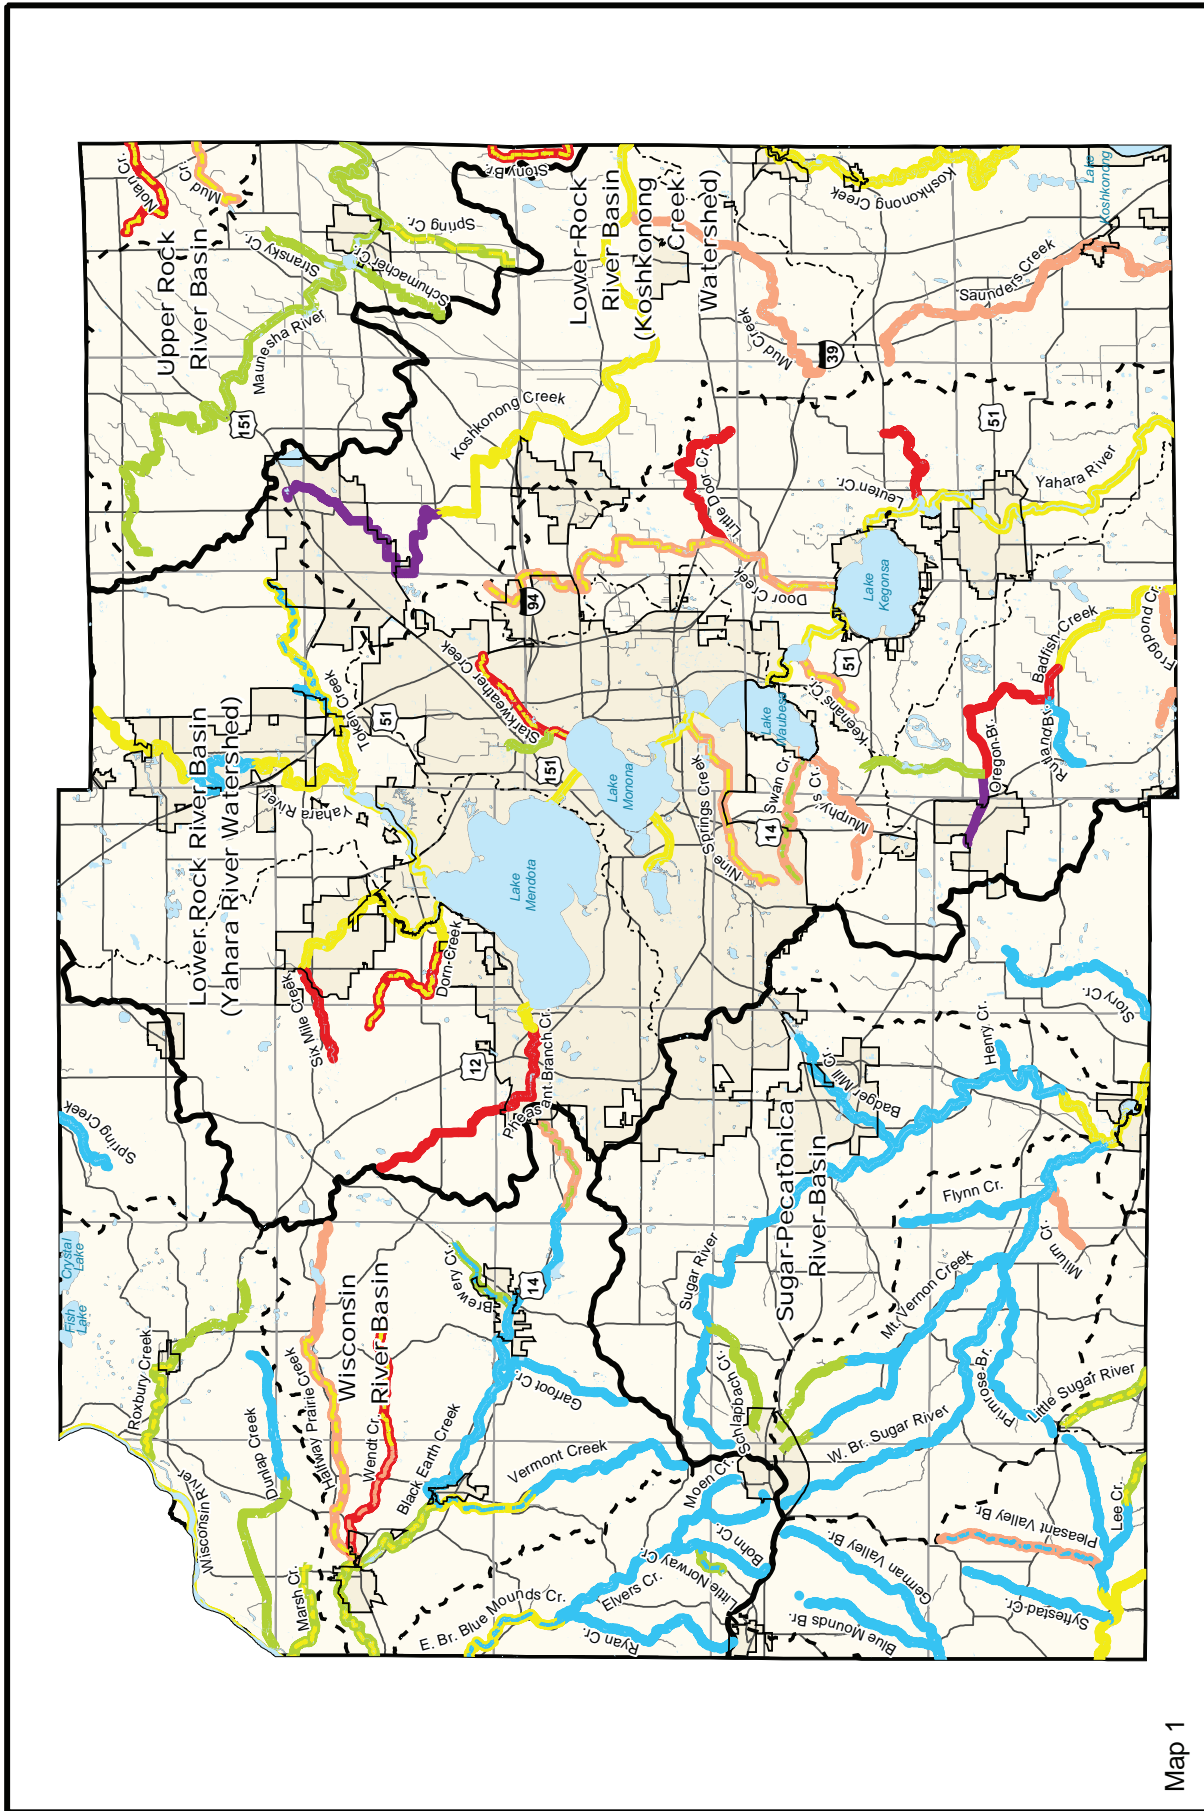 Fish
Lake
Crystal
Lake
Spring Creek
Roxbury Creek
Wisconsin River
Dunlap Creek
Marsh Cr.
Halfway Prairie Creek
Wendt Cr.
Wisconsin
River Basin
Black Earth Creek
Brewery Cr.
14
Garfoot Cr.
Vermont Creek
E. Br. Blue Mounds Cr.
Elvers Cr.
Ryan Cr.
Little Norway Cr.
Bohn Cr.
Moen Cr.
Schlapbach Cr.
Sugar River
Sugar-Pecatonica
River Basin
Mt. Vernon Creek
W. Br. Sugar River
Primrose Br.
Little Sugar River
Flynn Cr.
Milum Cr.
Henry Cr.
Badger Mill Cr.
Story Cr.
German Valley Br.
Blue Mounds Br.
Pleasant Valley Br.
Syftestad Cr.
Lee Cr.
Lower Rock River Basin
(Yahara River Watershed)
Six Mile Creek
Dorn Creek
12
Pheasant Branch Cr.
Yahara River
Token Creek
51
Lake
Mendota
Starkweather Creek
151
Lake
Monona
Nine Springs Creek
14
Swan Cr.
Murphy's Cr.
Lake
Waubesa
Keenans Cr.
51
Door Creek
94
Little Door Cr.
Lake
Kegonsa
Leuten Cr.
Oregon Br.
Rutland Br.
Badfish Creek
Frogpond Cr.
Yahara River
51
Upper Rock
River Basin
Nolan Cr.
Mud Cr.
Stransky Cr.
Schumacher Cr.
Spring Cr.
Maunesha River
151
Stony Br.
Koshkonong Creek
Lower Rock
River Basin
(Koshkonong
Creek
Watershed)
Mud Creek
39
Saunders Creek
Koshkonong Creek
Lake
Koshkonong
Map 1